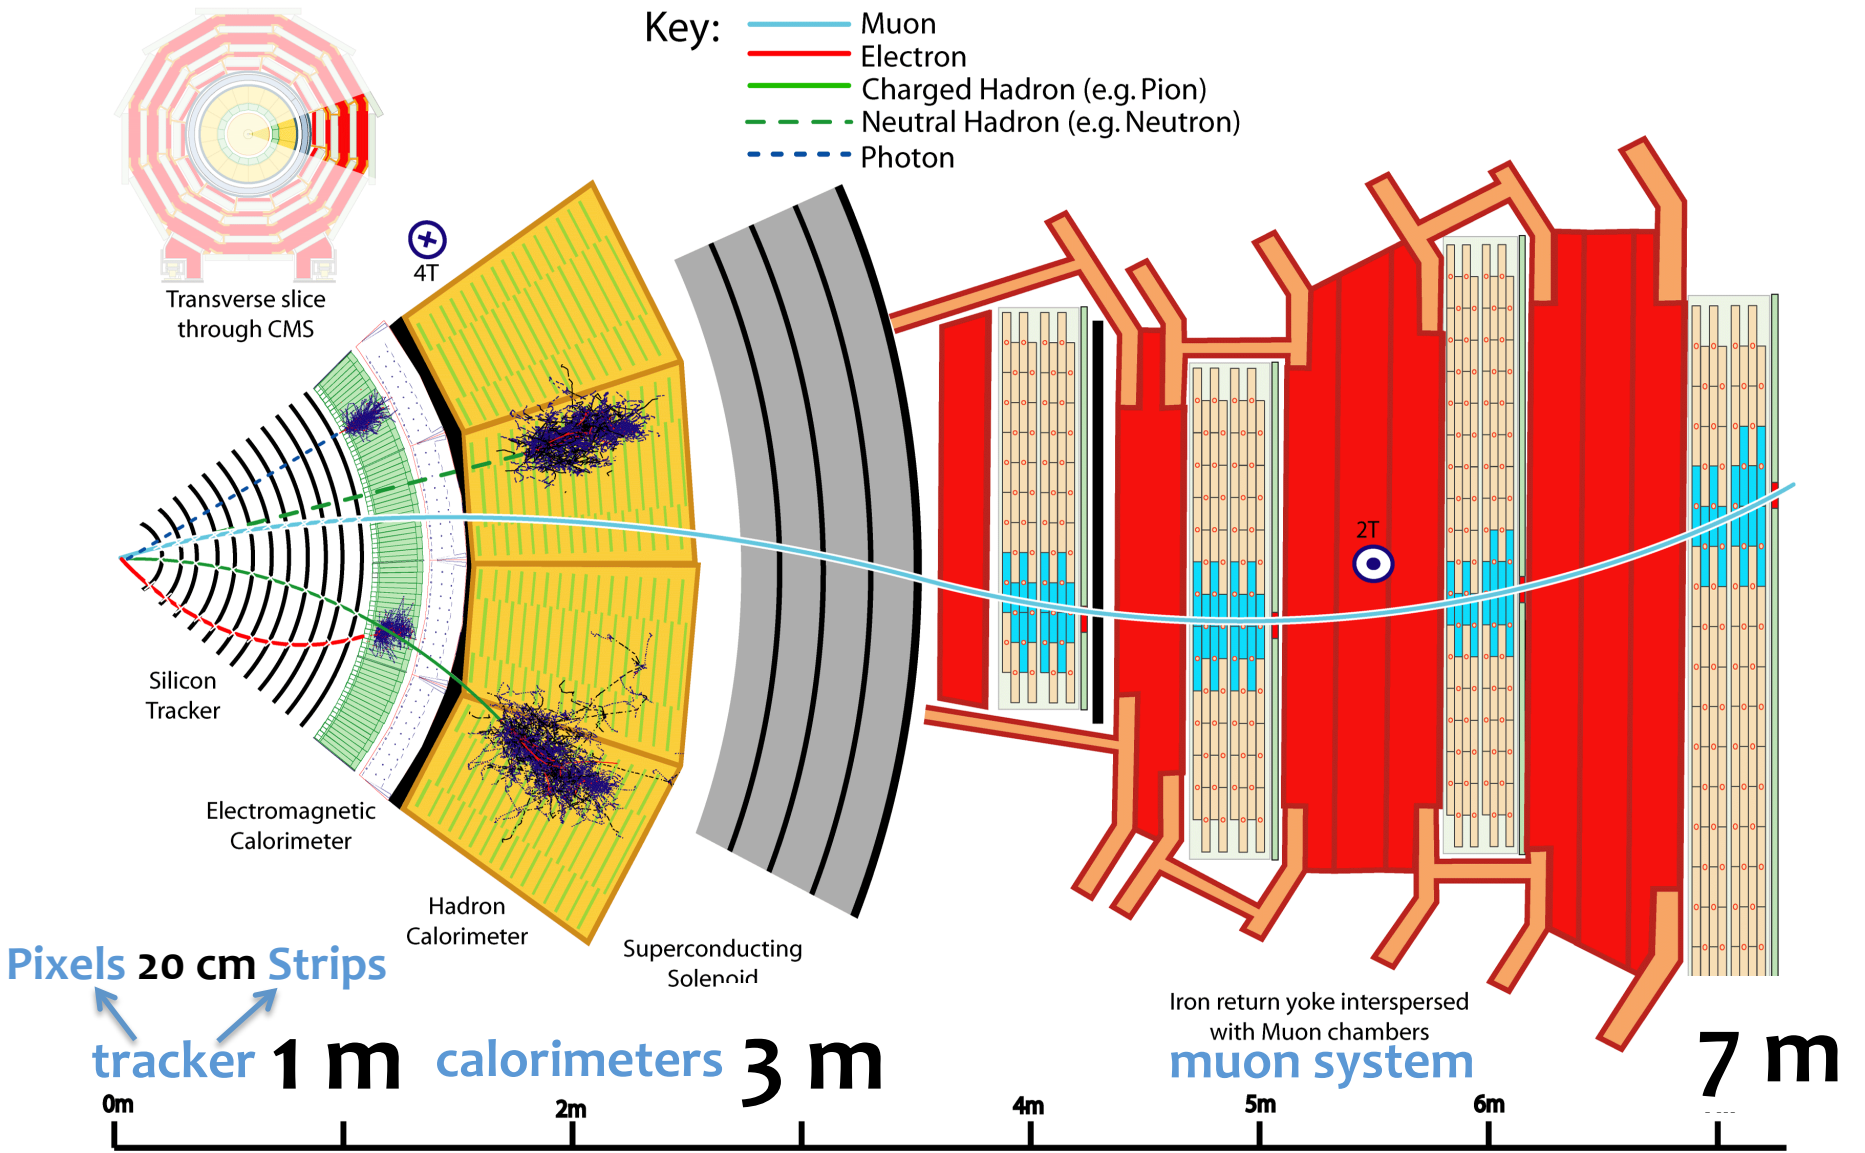 Key:
Muon
Electron
Charged Hadron (e.g. Pion)
Neutral Hadron (e.g. Neutron)
Photon
Transverse slice
through CMS
4T
2T
Silicon
Tracker
Electromagnetic
Calorimeter
Hadron
Calorimeter
Superconducting
Solenoid
Iron return yoke interspersed
with Muon chambers
Pixels 20 cm Strips
tracker 1 m calorimeters 3 m muon system 7 m
0m 2m 4m 5m 6m